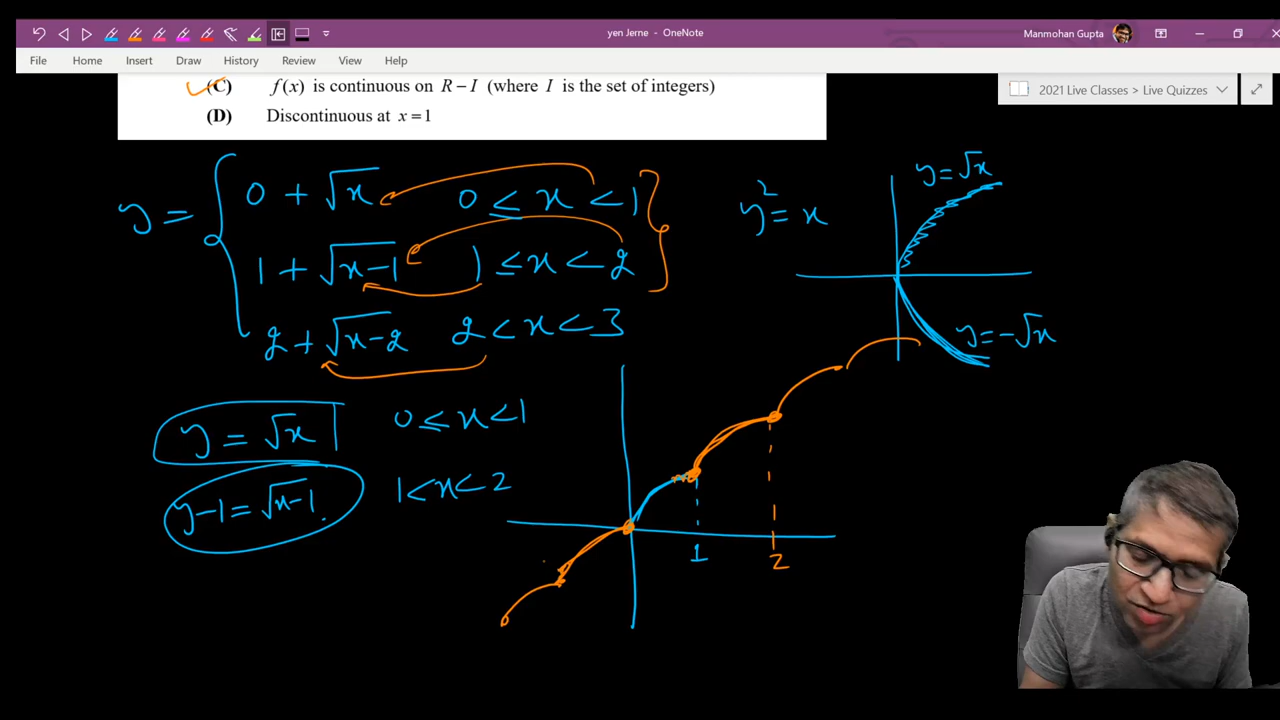 yen Jerne - OneNote
Manmohan Gupta
File Home Insert Draw History Review View Help
2021 Live Classes > Live Quizzes
(C) f(x) is continuous on R – I (where I is the set of integers)
(D) Discontinuous at x = 1
y = { 0 + √x 0 ≤ x < 1
1 + √x-1 1 ≤ x < 2
2 + √x-2 2 < x < 3
y = √x 0 ≤ x < 1
y-1 = √x-1 1 < x < 2
y² = x
y = √x
y = -√x
1
2